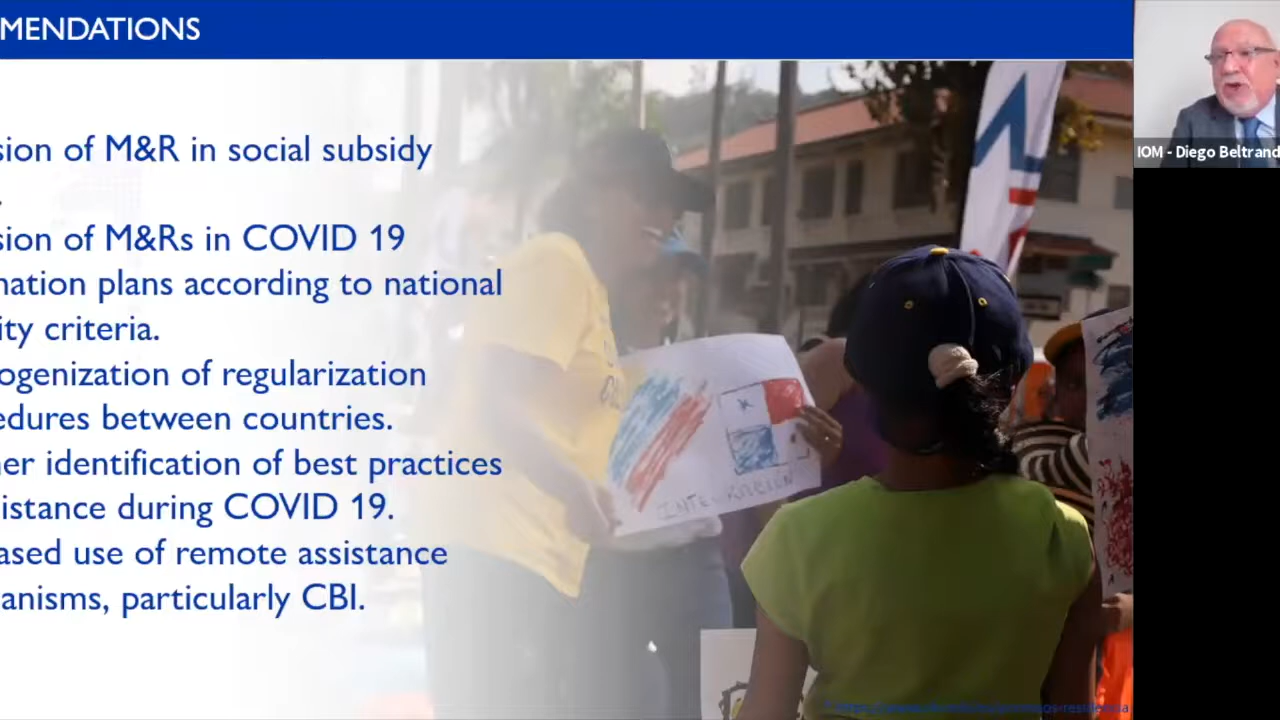 MENDATIONS
sion of M&R in social subsidy
.
sion of M&Rs in COVID 19
nation plans according to national
ity criteria.
ogenization of regularization
edures between countries.
er identification of best practices
istance during COVID 19.
ased use of remote assistance
anisms, particularly CBI.
IOM - Diego Beltrand